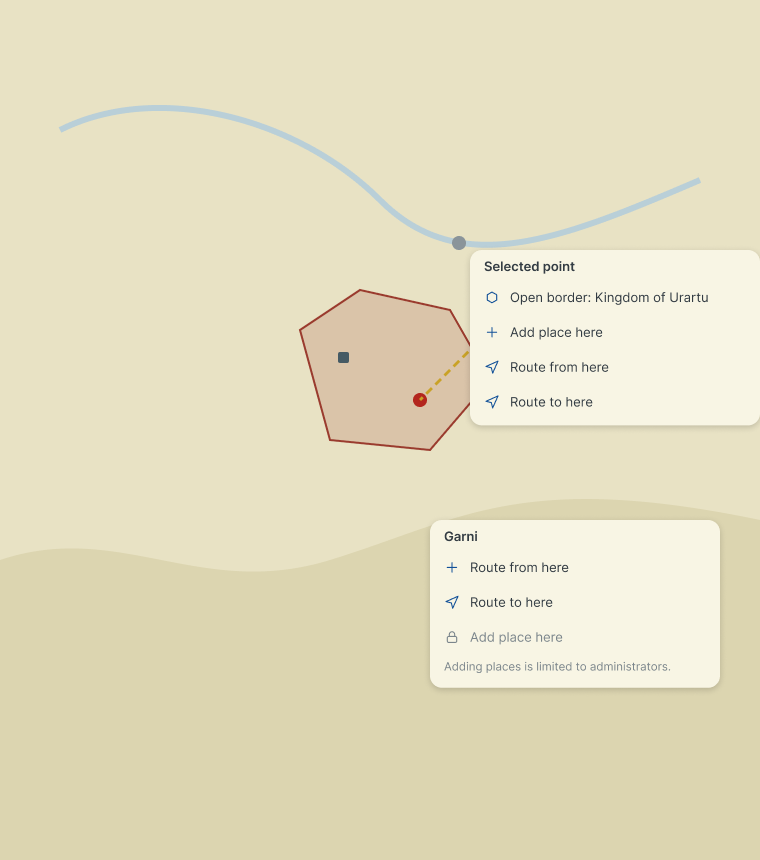 Selected point
Open border: Kingdom of Urartu
Add place here
Route from here
Route to here
Garni
Route from here
Route to here
Add place here
Adding places is limited to administrators.